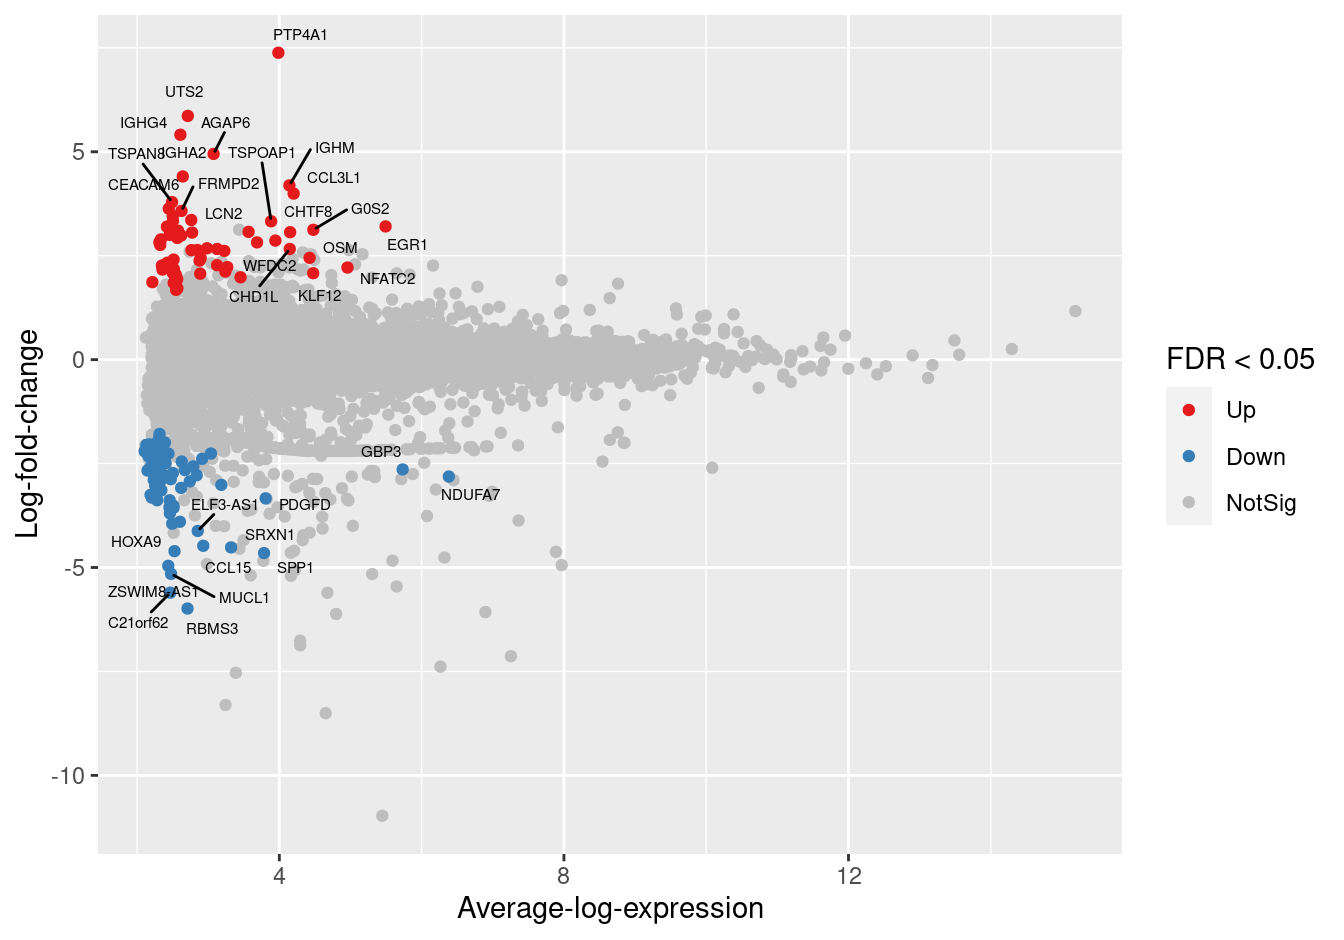 PTP4A1
UTS2
IGHG4
AGAP6
TSPAN8
IGHA2
TSPOAP1
IGHM
CEACAM6
FRMPD2
CCL3L1
LCN2
CHTF8
G0S2
OSM
EGR1
WFDC2
NFATC2
CHD1L
KLF12
GBP3
NDUFA7
ELF3-AS1
PDGFD
HOXA9
SRXN1
CCL15
SPP1
ZSWIM8-AS1
MUCL1
C21orf62
RBMS3
5
0
-5
-10
4
8
12
Log-fold-change
Average-log-expression
FDR < 0.05
Up
Down
NotSig